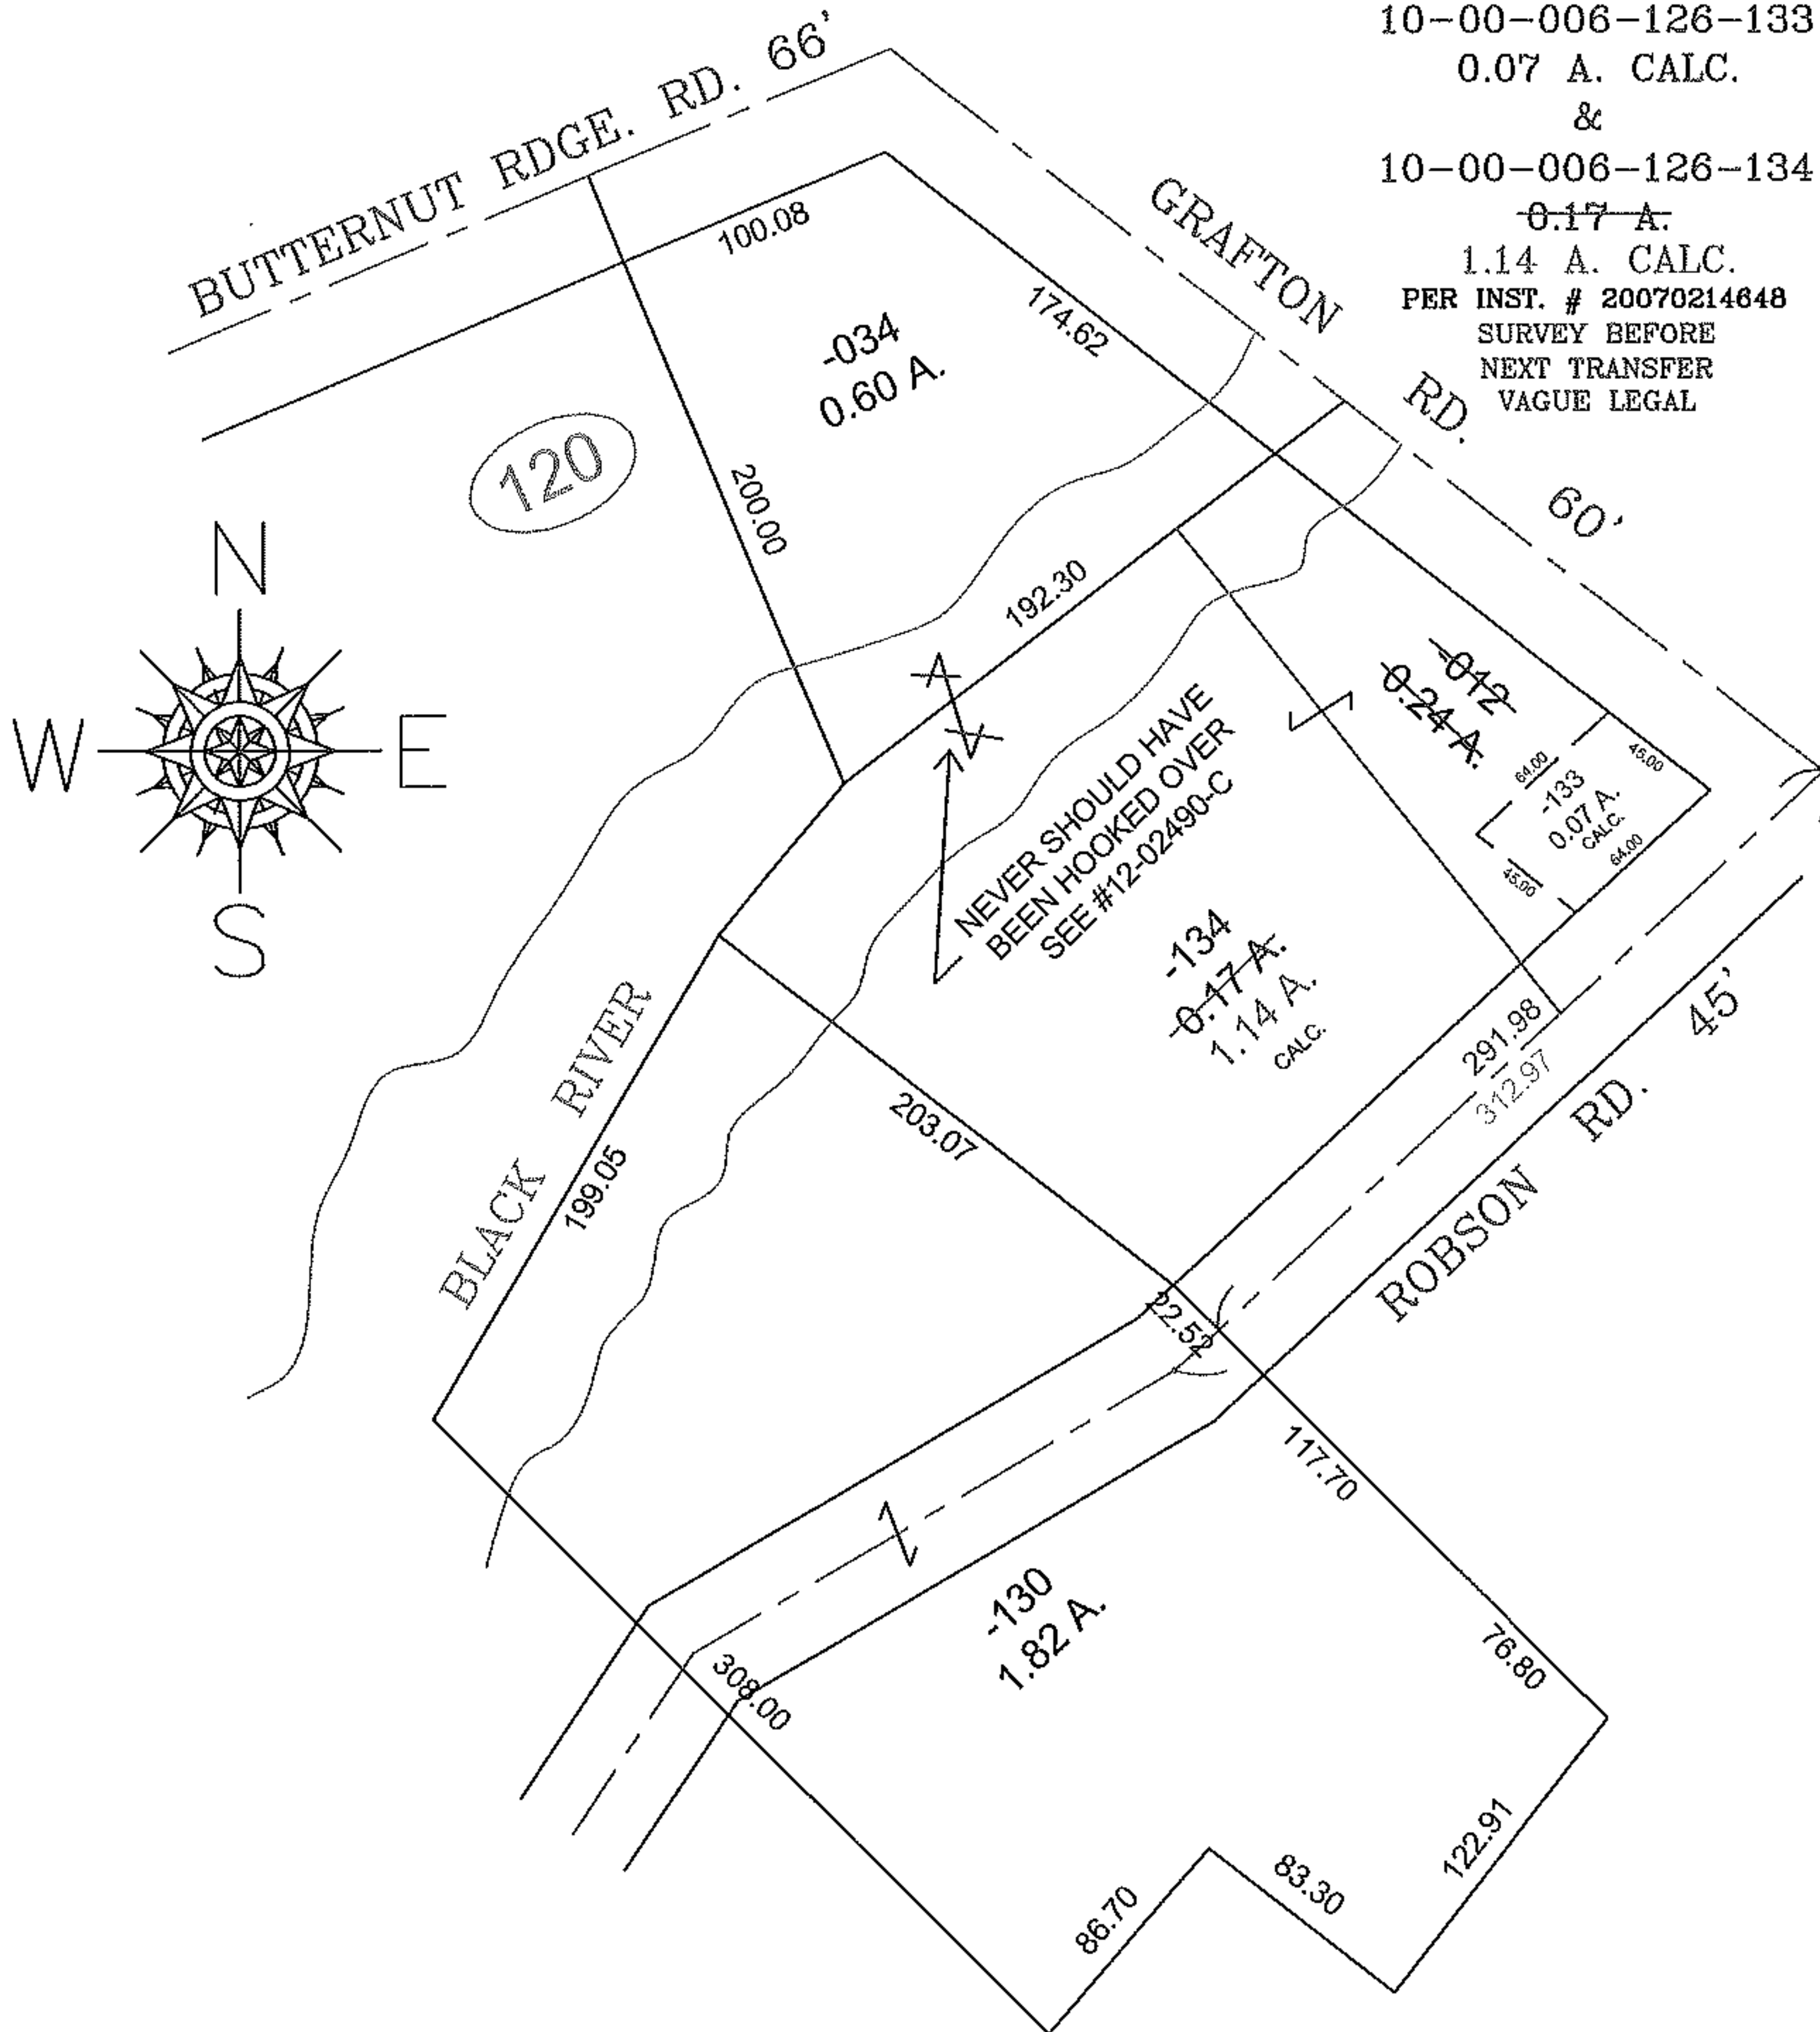 10-00-006-126-133
0.07 A. CALC.
&
10-00-006-126-134
0.17 A.
1.14 A. CALC.
PER INST. # 20070214648
SURVEY BEFORE
NEXT TRANSFER
VAGUE LEGAL
BUTTERNUT RDGE. RD. 66'
GRAFTON RD. 60'
100.08
174.62
-034
0.60 A.
120
200.00
192.30
N
W
E
S
-012
0.24 A.
64.00
45.00
-133
0.07 A.
CALC.
64.00
45.00
NEVER SHOULD HAVE
BEEN HOOKED OVER
SEE #12-02490-C
-134
0.17 A.
1.14 A.
CALC.
291.98
312.97
ROBSON RD. 45'
BLACK RIVER
199.05
203.07
22.52
117.70
-130
1.82 A.
308.00
76.80
122.91
83.30
86.70